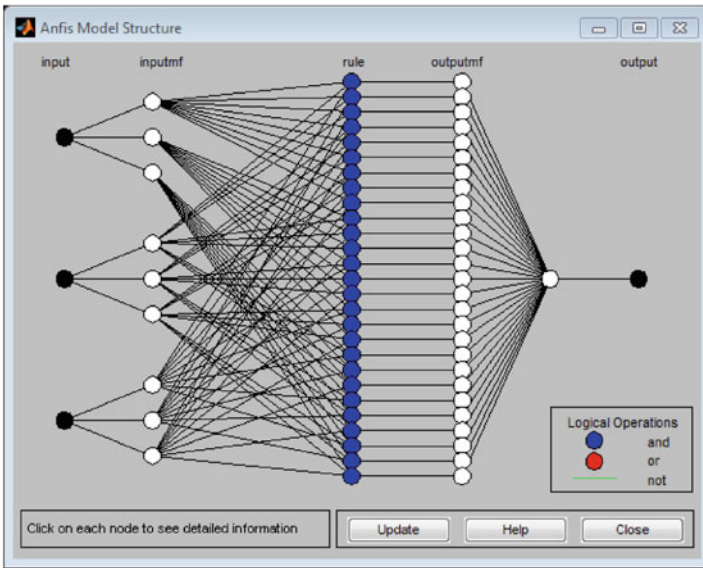 Anfis Model Structure
input inputmf rule outputmf output
Logical Operations
and
or
not
Click on each node to see detailed information
Update Help Close